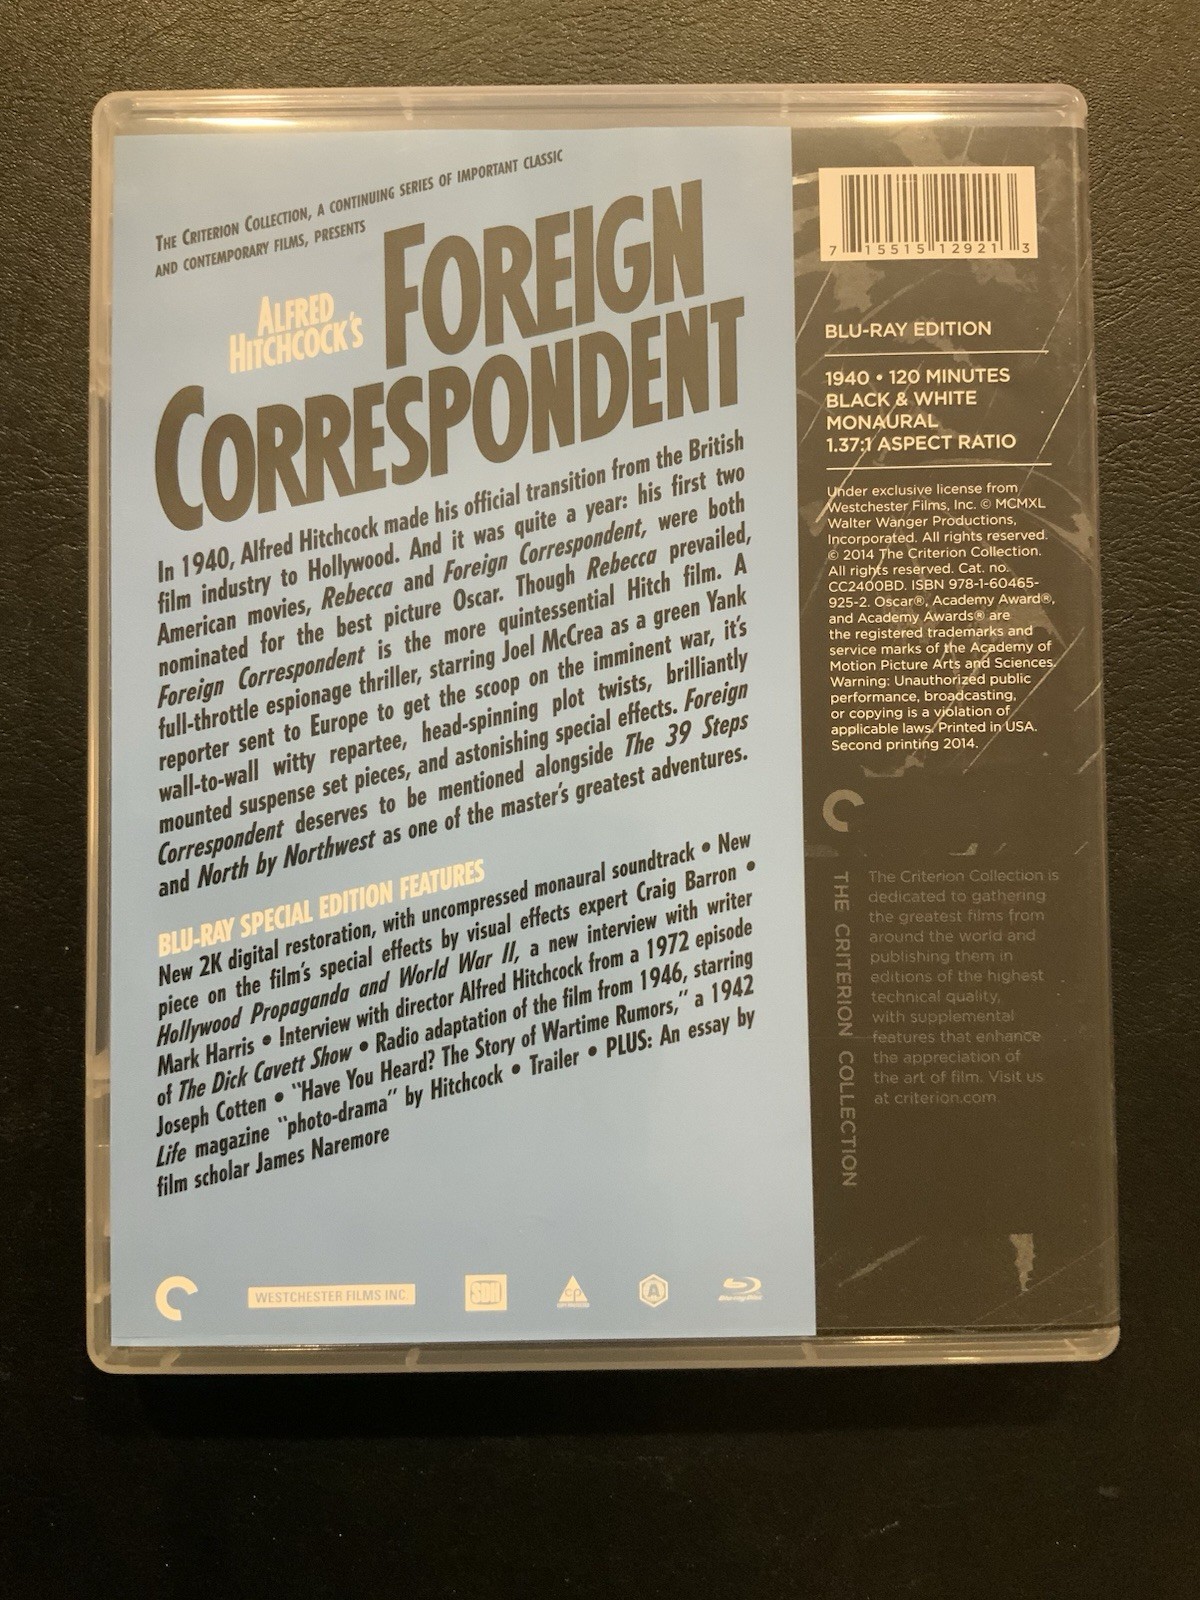 THE CRITERION COLLECTION, A CONTINUING SERIES OF IMPORTANT CLASSIC
AND CONTEMPORARY FILMS, PRESENTS
ALFRED
HITCHCOCK'S
FOREIGN
CORRESPONDENT
In 1940, Alfred Hitchcock made his official transition from the British
film industry to Hollywood. And it was quite a year: his first two
American movies, Rebecca and Foreign Correspondent, were both
nominated for the best picture Oscar. Though Rebecca prevailed,
Foreign Correspondent is the more quintessential Hitch film. A
full-throttle espionage thriller, starring Joel McCrea as a green Yank
reporter sent to Europe to get the scoop on the imminent war, it's
wall-to-wall witty repartee, head-spinning plot twists, brilliantly
mounted suspense set pieces, and astonishing special effects. Foreign
Correspondent deserves to be mentioned alongside The 39 Steps
and North by Northwest as one of the master's greatest adventures.
BLU-RAY SPECIAL EDITION FEATURES
New 2K digital restoration, with uncompressed monaural soundtrack • New
piece on the film's special effects by visual effects expert Craig Barron •
Hollywood Propaganda and World War II, a new interview with writer
Mark Harris • Interview with director Alfred Hitchcock from a 1972 episode
of The Dick Cavett Show • Radio adaptation of the film from 1946, starring
Joseph Cotten • "Have You Heard? The Story of Wartime Rumors," a 1942
Life magazine "photo-drama" by Hitchcock • Trailer • PLUS: An essay by
film scholar James Naremore
WESTCHESTER FILMS INC.
SDH
cp
A
Blu-ray Disc
7 15515 12921 3
BLU-RAY EDITION
1940 • 120 MINUTES
BLACK & WHITE
MONAURAL
1.37:1 ASPECT RATIO
Under exclusive license from
Westchester Films, Inc. © MCMXL
Walter Wanger Productions,
Incorporated. All rights reserved.
© 2014 The Criterion Collection.
All rights reserved. Cat. no.
CC2400BD. ISBN 978-1-60465-
925-2. Oscar®, Academy Award®,
and Academy Awards® are
the registered trademarks and
service marks of the Academy of
Motion Picture Arts and Sciences.
Warning: Unauthorized public
performance, broadcasting,
or copying is a violation of
applicable laws. Printed in USA.
Second printing 2014.
THE CRITERION COLLECTION
The Criterion Collection is
dedicated to gathering
the greatest films from
around the world and
publishing them in
editions of the highest
technical quality,
with supplemental
features that enhance
the appreciation of
the art of film. Visit us
at criterion.com.